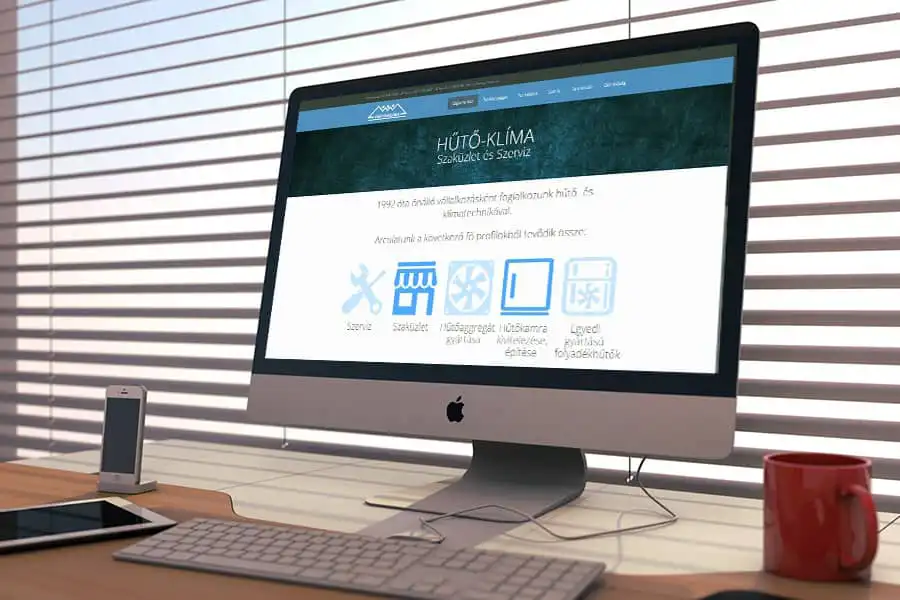 HŰTŐ-KLÍMA
Szaküzlet és Szerviz
1992 óta önálló vállalkozásként foglalkozunk hűtő- és
klímatechnikával.
Arculatunk a következő fő profilokból tevődik össze:
Szerviz
Szaküzlet
Hűtőaggregát
gyártása
Hűtőkamra
kivitelezése,
építése
Egyedi
gyártású
folyadékhűtők